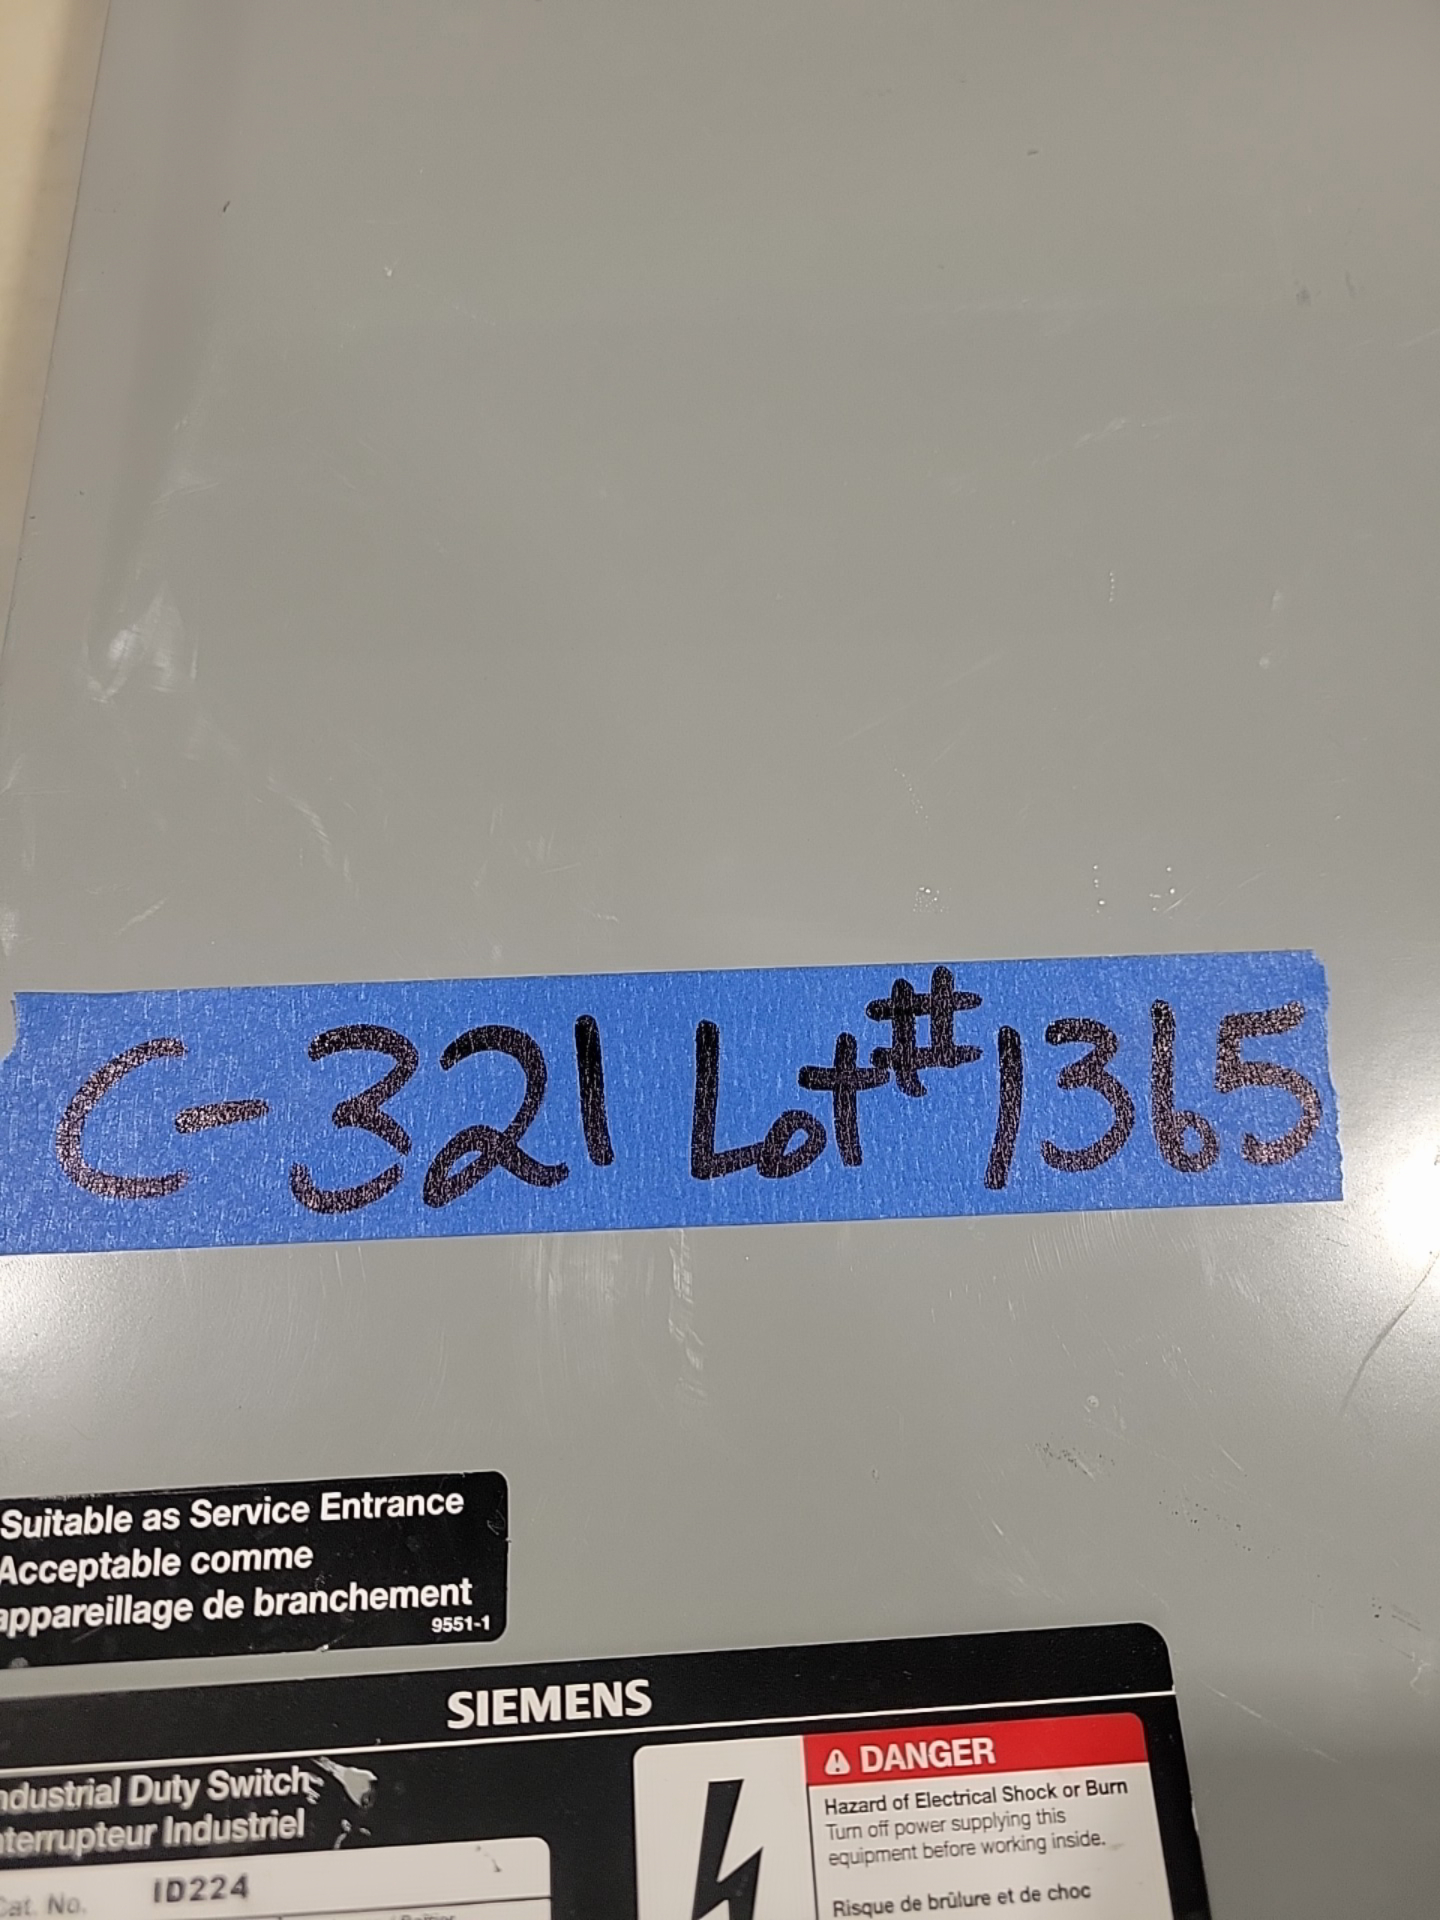 C-321 Lot#1365
Suitable as Service Entrance
Acceptable comme
appareillage de branchement
9551-1
SIEMENS
ndustrial Duty Switch
nterrupteur Industriel
Cat. No. ID224
DANGER
Hazard of Electrical Shock or Burn
Turn off power supplying this
equipment before working inside.
Risque de brûlure et de choc